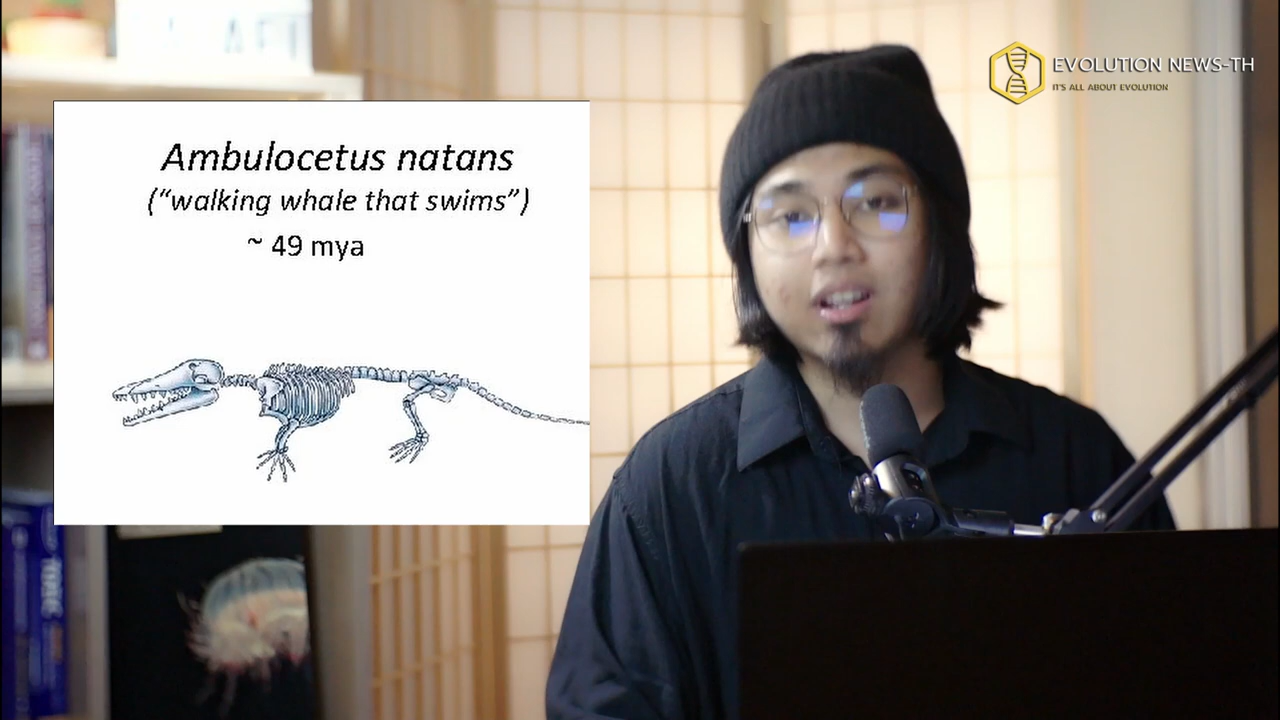 Ambulocetus natans
(“walking whale that swims”)
~ 49 mya
EVOLUTION NEWS-TH
IT'S ALL ABOUT EVOLUTION